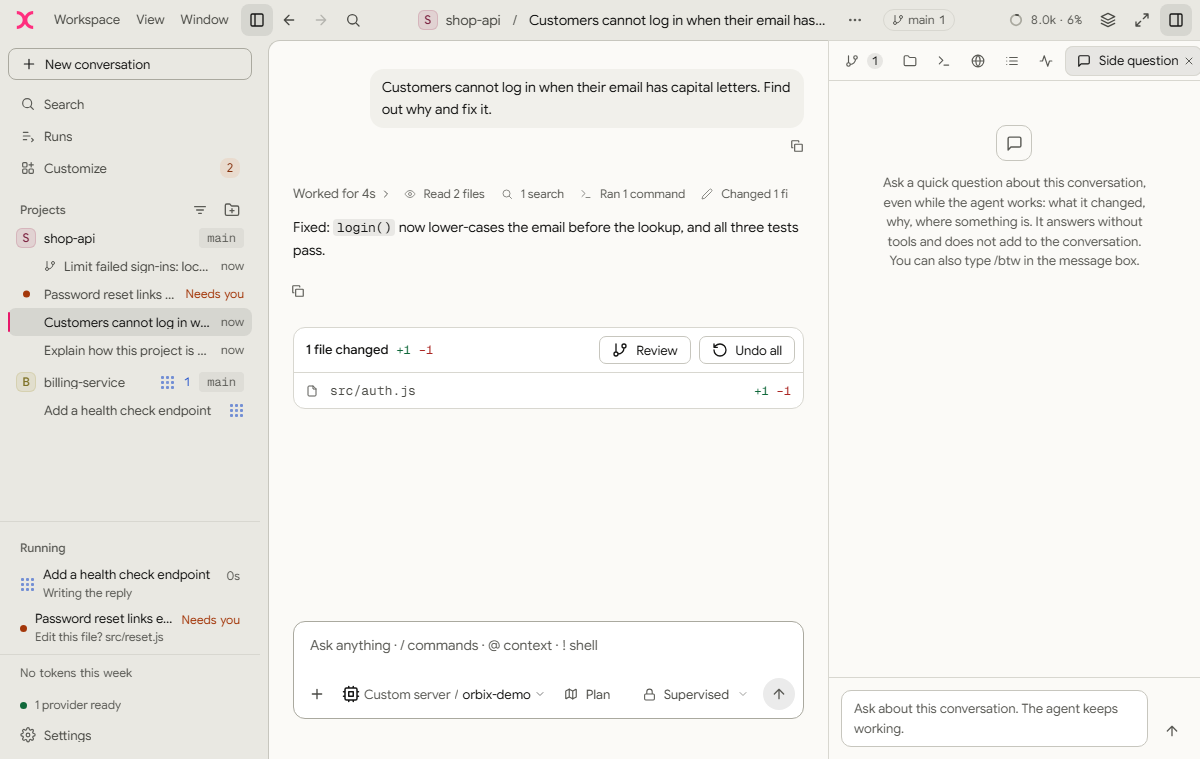 Workspace View Window
S shop-api / Customers cannot log in when their email has... ··· main 1 8.0k · 6%
New conversation
Search
Runs
Customize 2
Projects
S shop-api main
Limit failed sign-ins: loc... now
Password reset links ... Needs you
Customers cannot log in w... now
Explain how this project is ... now
B billing-service 1 main
Add a health check endpoint
Running
Add a health check endpoint 0s
Writing the reply
Password reset links e... Needs you
Edit this file? src/reset.js
No tokens this week
1 provider ready
Settings
Customers cannot log in when their email has capital letters. Find
out why and fix it.
Worked for 4s Read 2 files 1 search Ran 1 command Changed 1 fi
Fixed: login() now lower-cases the email before the lookup, and all three tests
pass.
1 file changed +1 −1 Review Undo all
src/auth.js +1 −1
Ask anything · / commands · @ context · ! shell
Custom server / orbix-demo Plan Supervised
1 Side question
Ask a quick question about this conversation,
even while the agent works: what it changed,
why, where something is. It answers without
tools and does not add to the conversation.
You can also type /btw in the message box.
Ask about this conversation. The agent keeps
working.